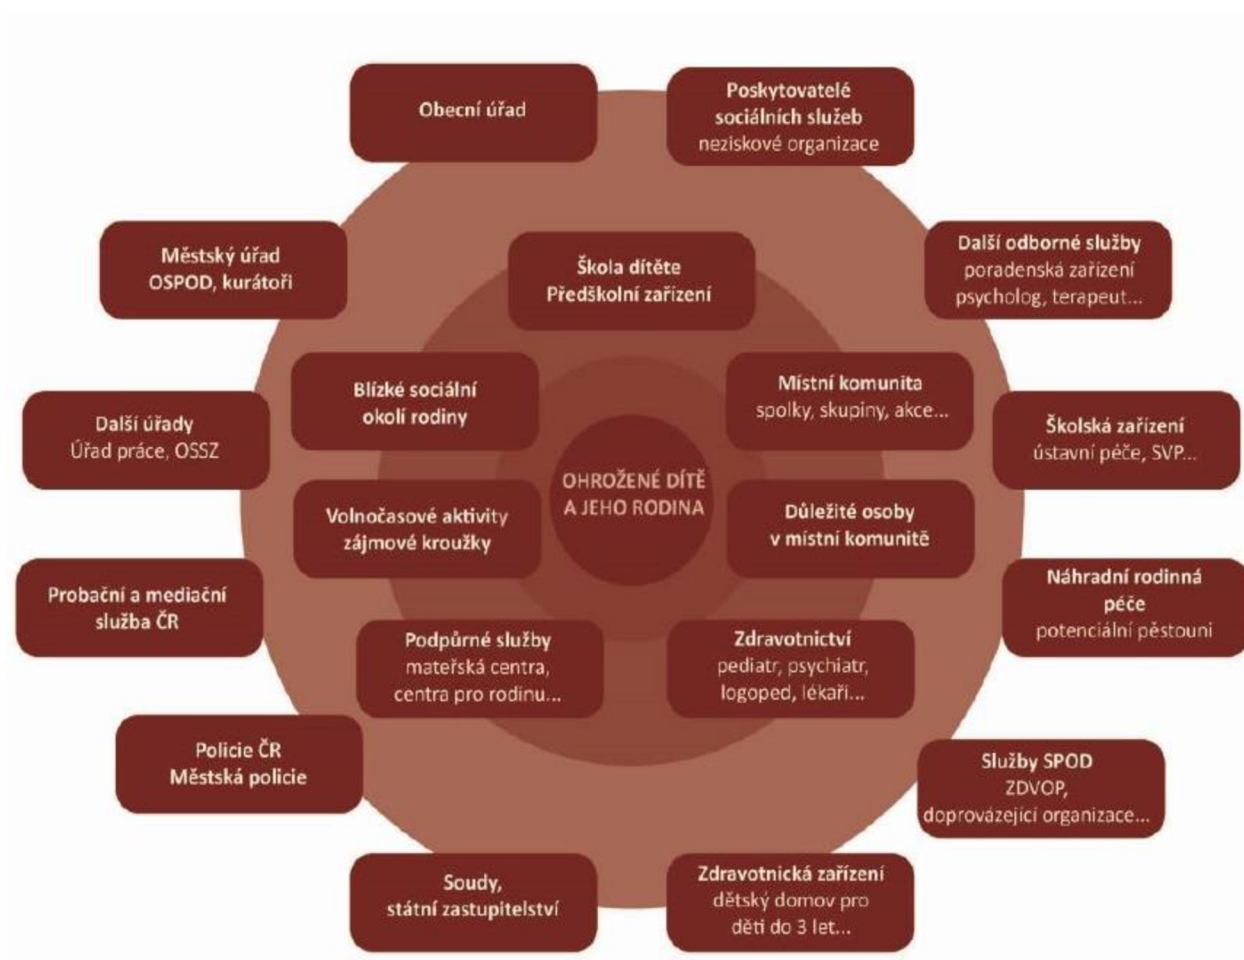 Obecní úřad
Poskytovatelé
sociálních služeb
neziskové organizace
Městský úřad
OSPOD, kurátoři
Škola dítěte
Předškolní zařízení
Další odborné služby
poradenská zařízení
psycholog, terapeut...
Blízké sociální
okolí rodiny
Místní komunita
spolky, skupiny, akce...
Další úřady
Úřad práce, OSSZ
Školská zařízení
ústavní péče, SVP...
OHROŽENÉ DÍTĚ
A JEHO RODINA
Volnočasové aktivity
zájmové kroužky
Důležité osoby
v místní komunitě
Probační a mediační
služba ČR
Náhradní rodinná
péče
potenciální pěstouni
Podpůrné služby
mateřská centra,
centra pro rodinu...
Zdravotnictví
pediatr, psychiatr,
logoped, lékaři...
Policie ČR
Městská policie
Služby SPOD
ZDVOP,
doprovázející organizace...
Soudy,
státní zastupitelství
Zdravotnická zařízení
dětský domov pro
děti do 3 let...